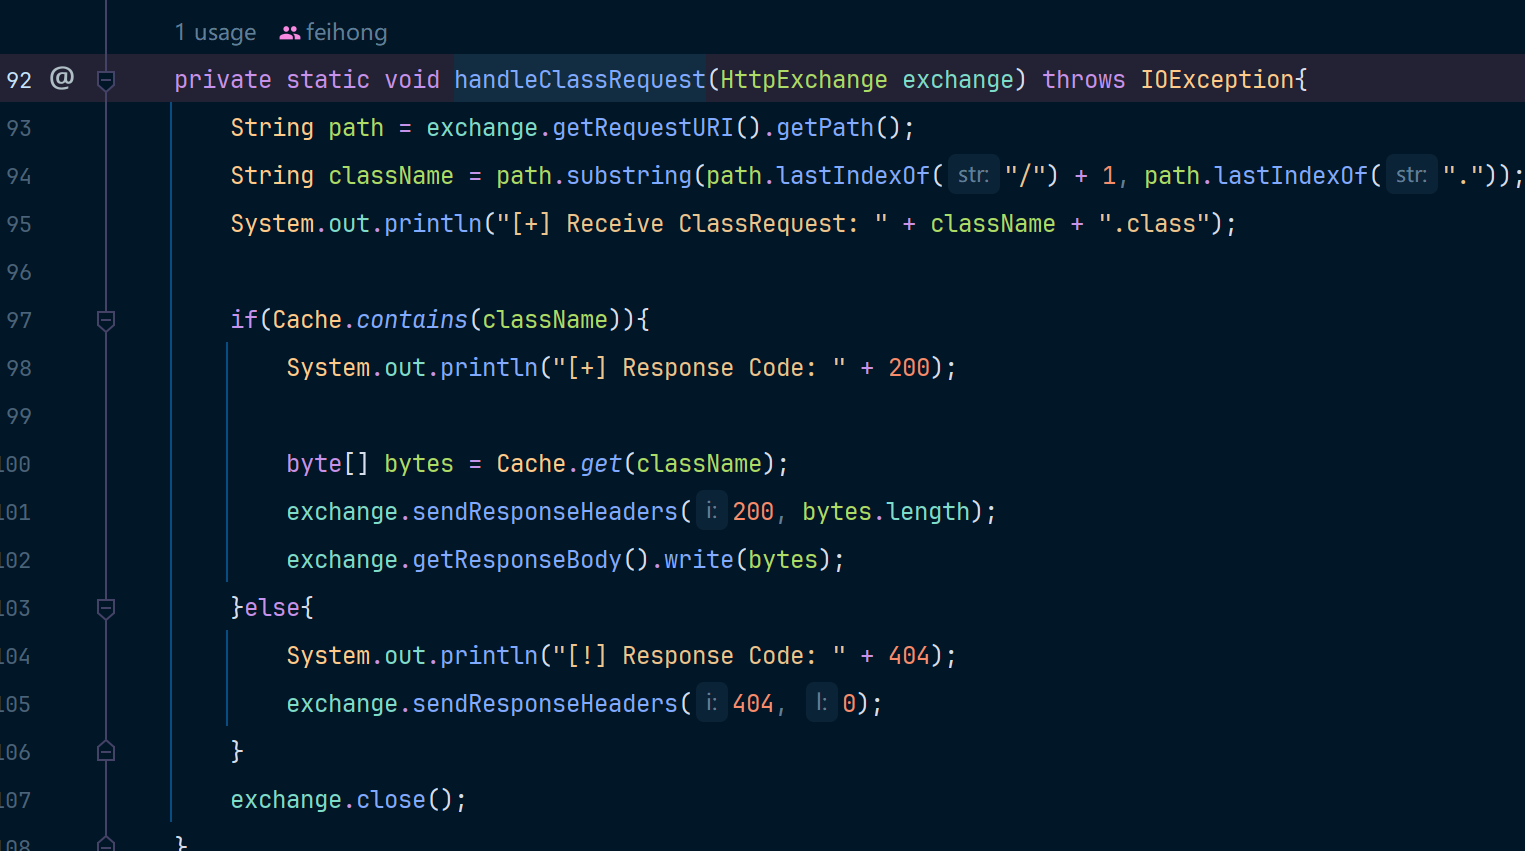 1 usage feihong
92 @ private static void handleClassRequest(HttpExchange exchange) throws IOException{
93 String path = exchange.getRequestURI().getPath();
94 String className = path.substring(path.lastIndexOf( str: "/") + 1, path.lastIndexOf( str: "."));
95 System.out.println("[+] Receive ClassRequest: " + className + ".class");
96
97 if(Cache.contains(className)){
98 System.out.println("[+] Response Code: " + 200);
99
100 byte[] bytes = Cache.get(className);
101 exchange.sendResponseHeaders( i: 200, bytes.length);
102 exchange.getResponseBody().write(bytes);
103 }else{
104 System.out.println("[!] Response Code: " + 404);
105 exchange.sendResponseHeaders( i: 404, l: 0);
106 }
107 exchange.close();
108 }